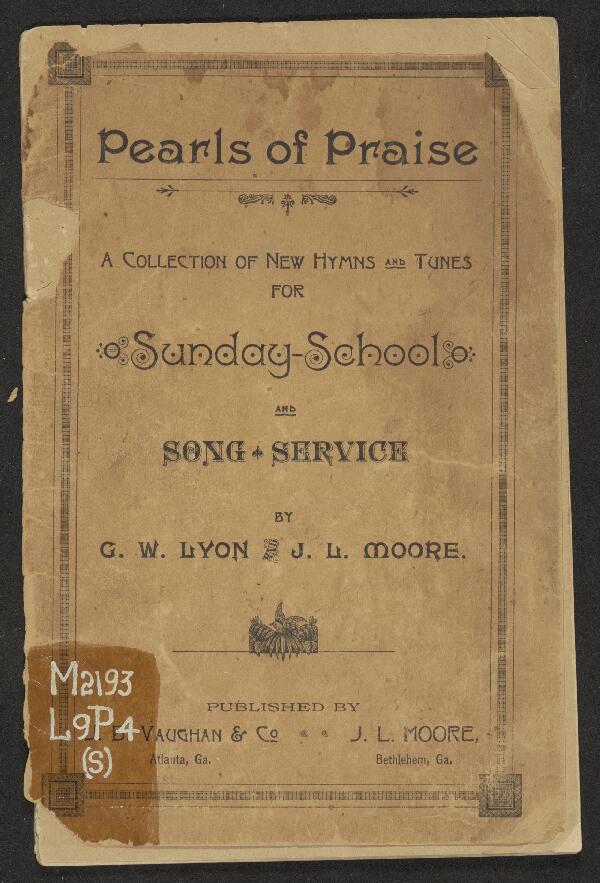 Pearls of Praise
A COLLECTION OF NEW HYMNS AND TUNES
FOR
Sunday-School
AND
SONG SERVICE
BY
G. W. LYON & J. L. MOORE.
PUBLISHED BY
VAUGHAN & Co J. L. MOORE,
Atlanta, Ga. Bethlehem, Ga.
M2193
L9P4
(S)